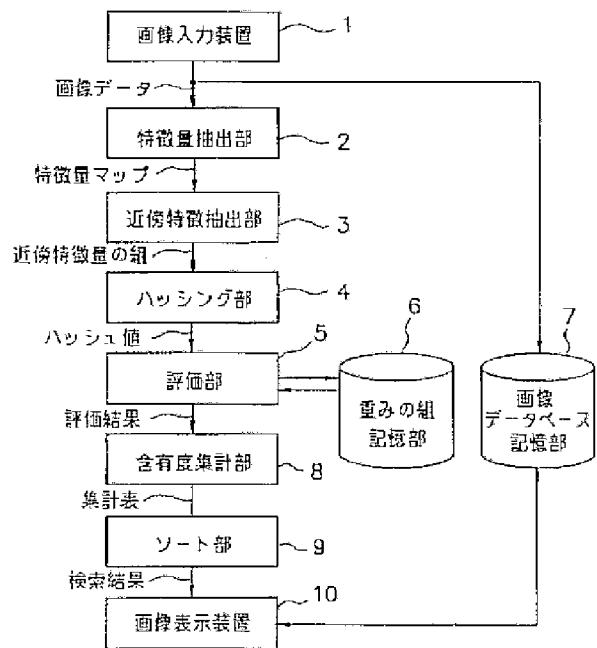 画像入力装置
1
画像データ
特徴量抽出部
2
特徴量マップ
近傍特徴抽出部
3
近傍特徴量の組
ハッシング部
4
ハッシュ値
評価部
5
重みの組
記憶部
6
画像
データベース
記憶部
7
評価結果
含有度集計部
8
集計表
ソート部
9
検索結果
画像表示装置
10